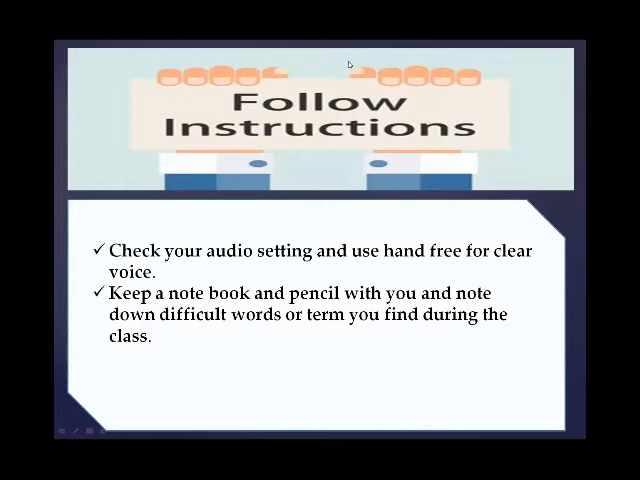 Follow
Instructions
✓ Check your audio setting and use hand free for clear
voice.
✓ Keep a note book and pencil with you and note
down difficult words or term you find during the
class.